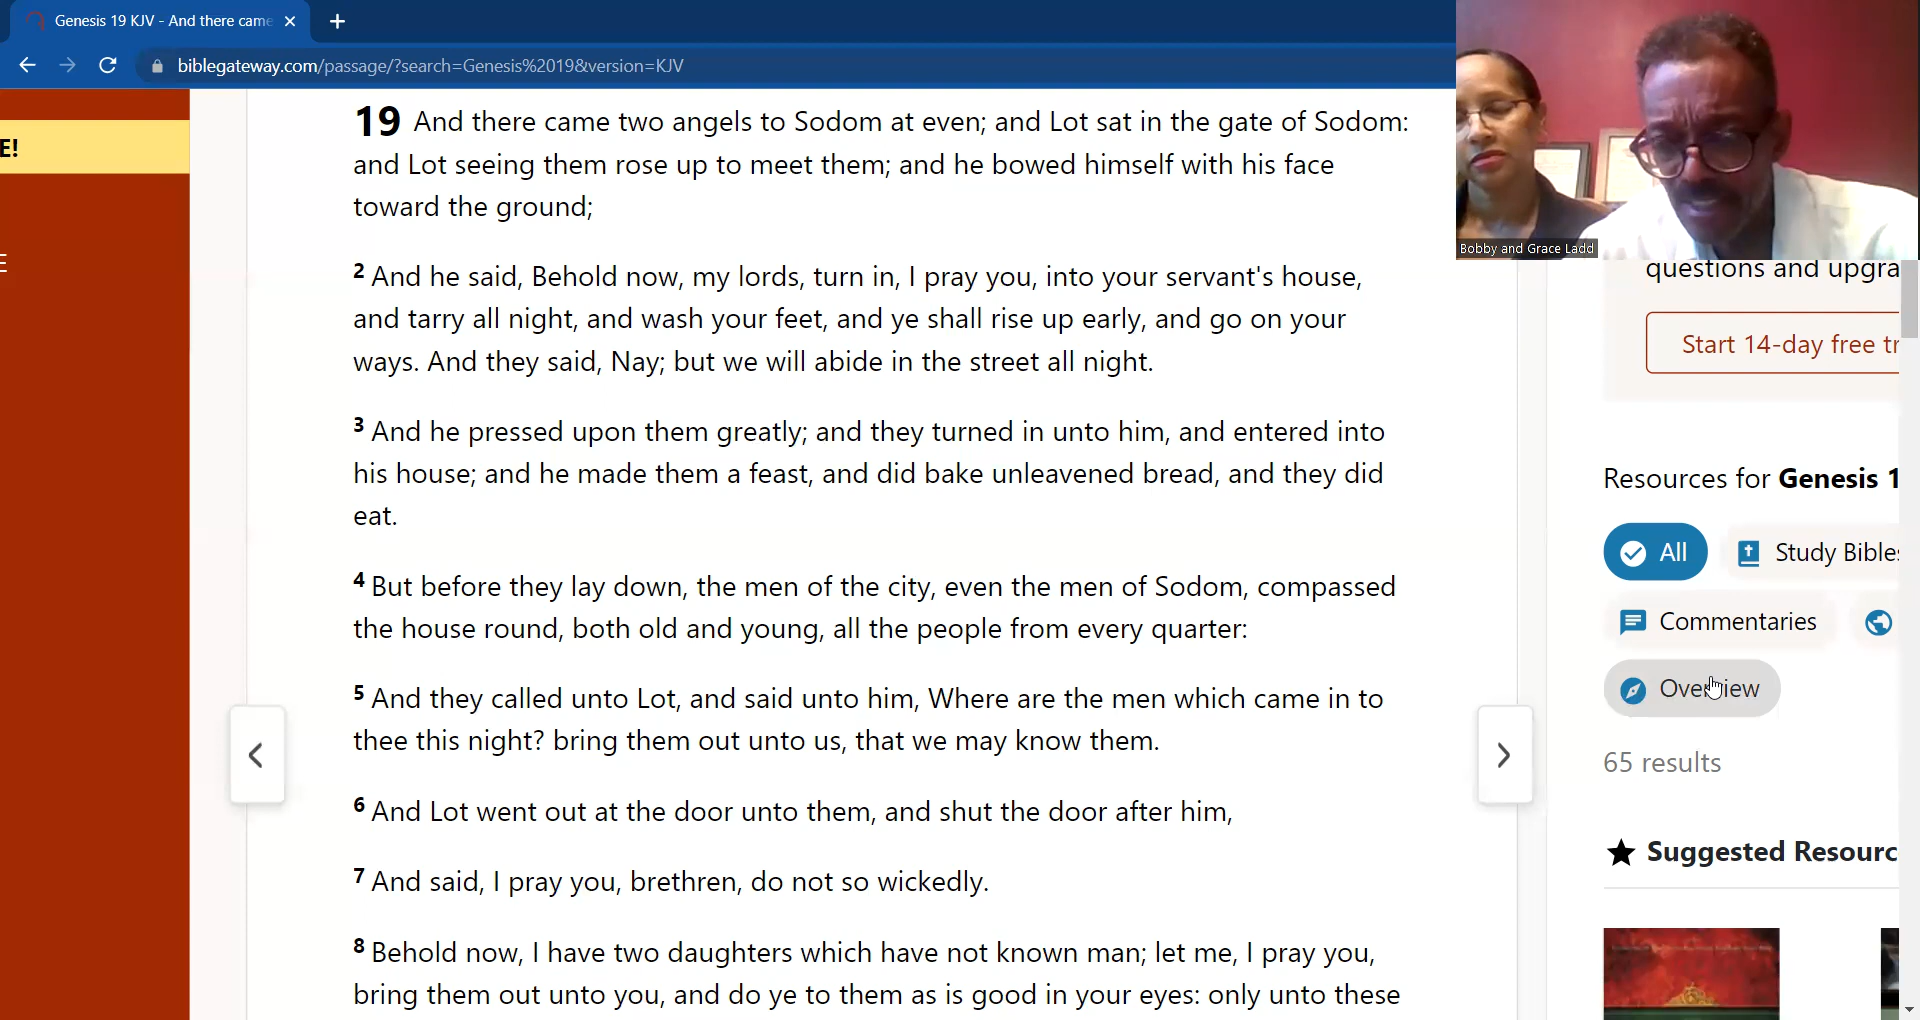 Genesis 19 KJV - And there came
biblegateway.com/passage/?search=Genesis%2019&version=KJV
E!
E
19 And there came two angels to Sodom at even; and Lot sat in the gate of Sodom:
and Lot seeing them rose up to meet them; and he bowed himself with his face
toward the ground;
2 And he said, Behold now, my lords, turn in, I pray you, into your servant's house,
and tarry all night, and wash your feet, and ye shall rise up early, and go on your
ways. And they said, Nay; but we will abide in the street all night.
3 And he pressed upon them greatly; and they turned in unto him, and entered into
his house; and he made them a feast, and did bake unleavened bread, and they did
eat.
4 But before they lay down, the men of the city, even the men of Sodom, compassed
the house round, both old and young, all the people from every quarter:
5 And they called unto Lot, and said unto him, Where are the men which came in to
thee this night? bring them out unto us, that we may know them.
6 And Lot went out at the door unto them, and shut the door after him,
7 And said, I pray you, brethren, do not so wickedly.
8 Behold now, I have two daughters which have not known man; let me, I pray you,
bring them out unto you, and do ye to them as is good in your eyes: only unto these
Bobby and Grace Ladd
questions and upgra
Start 14-day free tr
Resources for Genesis 1
All
Study Bibles
Commentaries
Overview
65 results
Suggested Resourc